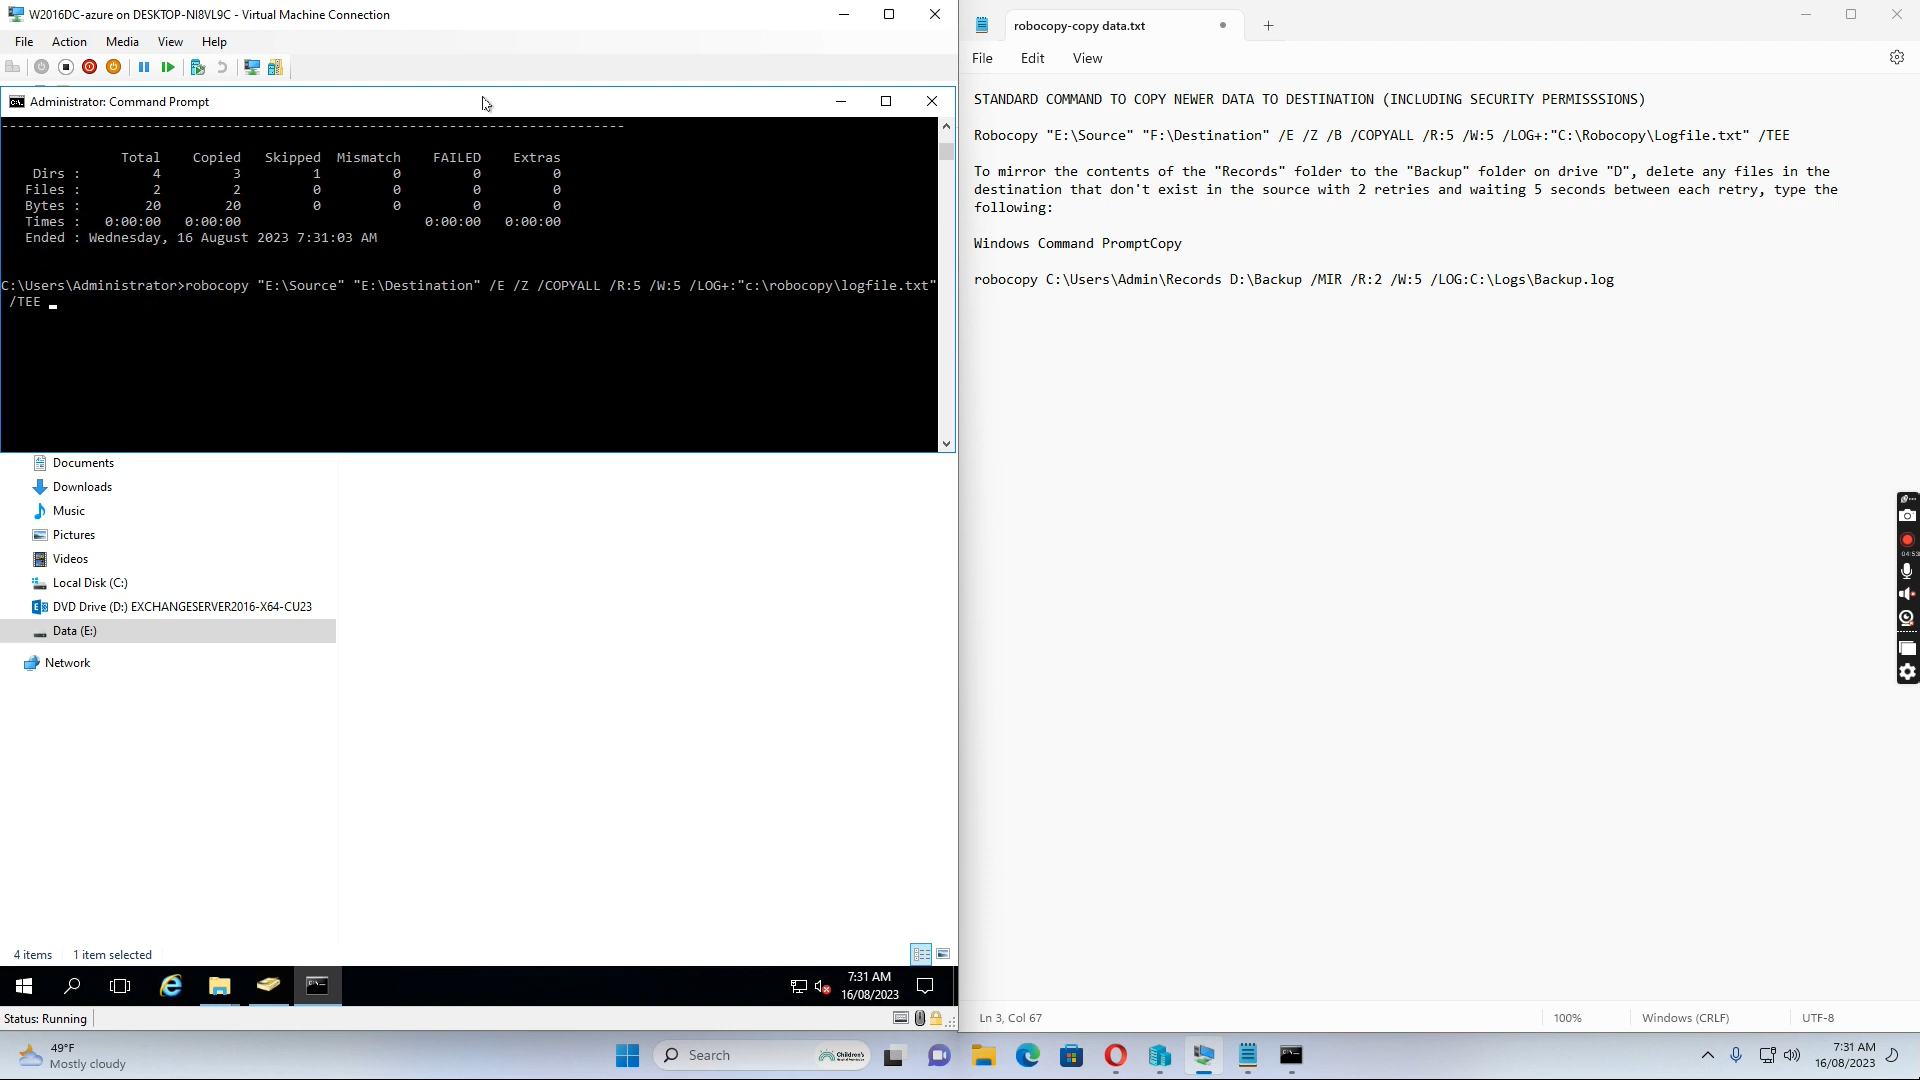 W2016DC-azure on DESKTOP-NI8VL9C - Virtual Machine Connection
File Action Media View Help
Administrator: Command Prompt
------------------------------------------------------------------------------
Total Copied Skipped Mismatch FAILED Extras
Dirs : 4 3 1 0 0 0
Files : 2 2 0 0 0 0
Bytes : 20 20 0 0 0 0
Times : 0:00:00 0:00:00 0:00:00 0:00:00
Ended : Wednesday, 16 August 2023 7:31:03 AM
C:\Users\Administrator>robocopy "E:\Source" "E:\Destination" /E /Z /COPYALL /R:5 /W:5 /LOG+:"c:\robocopy\logfile.txt"
/TEE
Documents
Downloads
Music
Pictures
Videos
Local Disk (C:)
DVD Drive (D:) EXCHANGESERVER2016-X64-CU23
Data (E:)
Network
4 items 1 item selected
7:31 AM
16/08/2023
Status: Running
robocopy-copy data.txt
File Edit View
STANDARD COMMAND TO COPY NEWER DATA TO DESTINATION (INCLUDING SECURITY PERMISSSIONS)
Robocopy "E:\Source" "F:\Destination" /E /Z /B /COPYALL /R:5 /W:5 /LOG+:"C:\Robocopy\Logfile.txt" /TEE
To mirror the contents of the "Records" folder to the "Backup" folder on drive "D", delete any files in the
destination that don't exist in the source with 2 retries and waiting 5 seconds between each retry, type the
following:
Windows Command PromptCopy
robocopy C:\Users\Admin\Records D:\Backup /MIR /R:2 /W:5 /LOG:C:\Logs\Backup.log
04:53
Ln 3, Col 67 100% Windows (CRLF) UTF-8
49°F
Mostly cloudy
Search
Children's
7:31 AM
16/08/2023